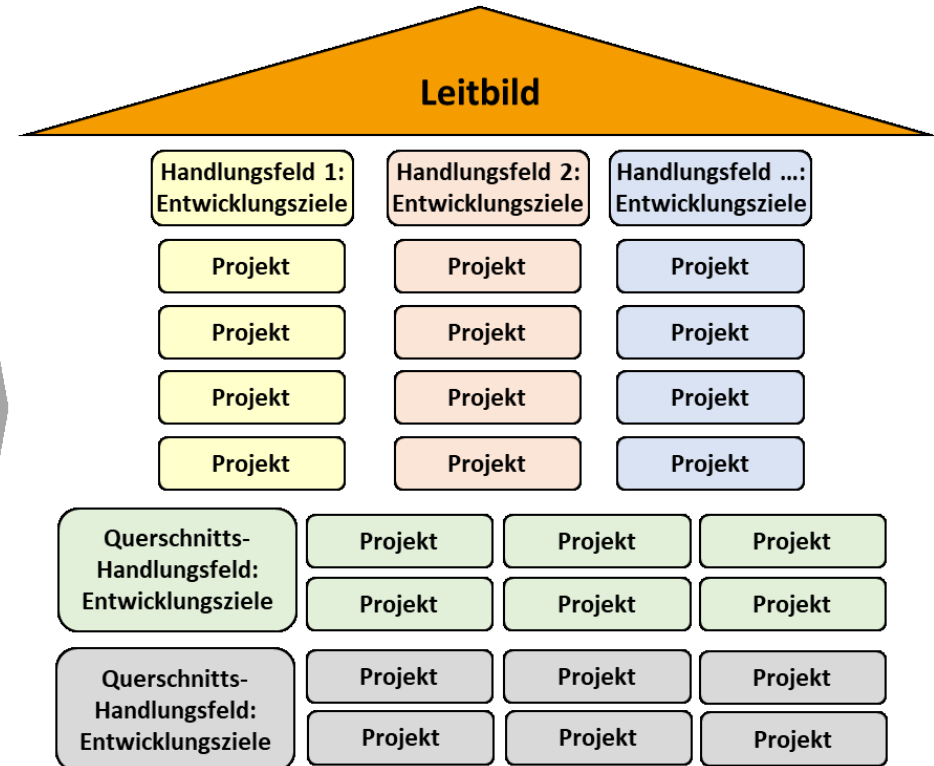 Leitbild
Handlungsfeld 1:
Entwicklungsziele
Handlungsfeld 2:
Entwicklungsziele
Handlungsfeld ...:
Entwicklungsziele
Projekt
Projekt
Projekt
Projekt
Projekt
Projekt
Projekt
Projekt
Projekt
Projekt
Projekt
Projekt
Querschnitts-
Handlungsfeld:
Entwicklungsziele
Projekt
Projekt
Projekt
Projekt
Projekt
Projekt
Querschnitts-
Handlungsfeld:
Entwicklungsziele
Projekt
Projekt
Projekt
Projekt
Projekt
Projekt